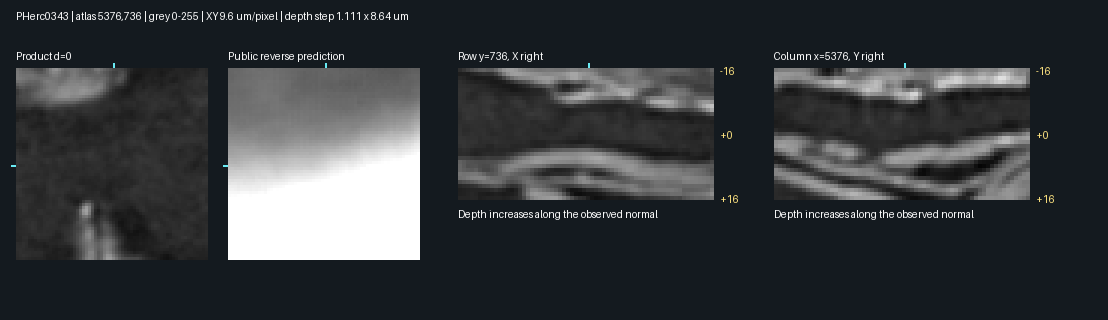 PHerc0343 | atlas 5376,736 | grey 0-255 | XY 9.6 um/pixel | depth step 1.111 x 8.64 um
Product d=0
Public reverse prediction
Row y=736, X right
Column x=5376, Y right
-16
+0
+16
-16
+0
+16
Depth increases along the observed normal
Depth increases along the observed normal